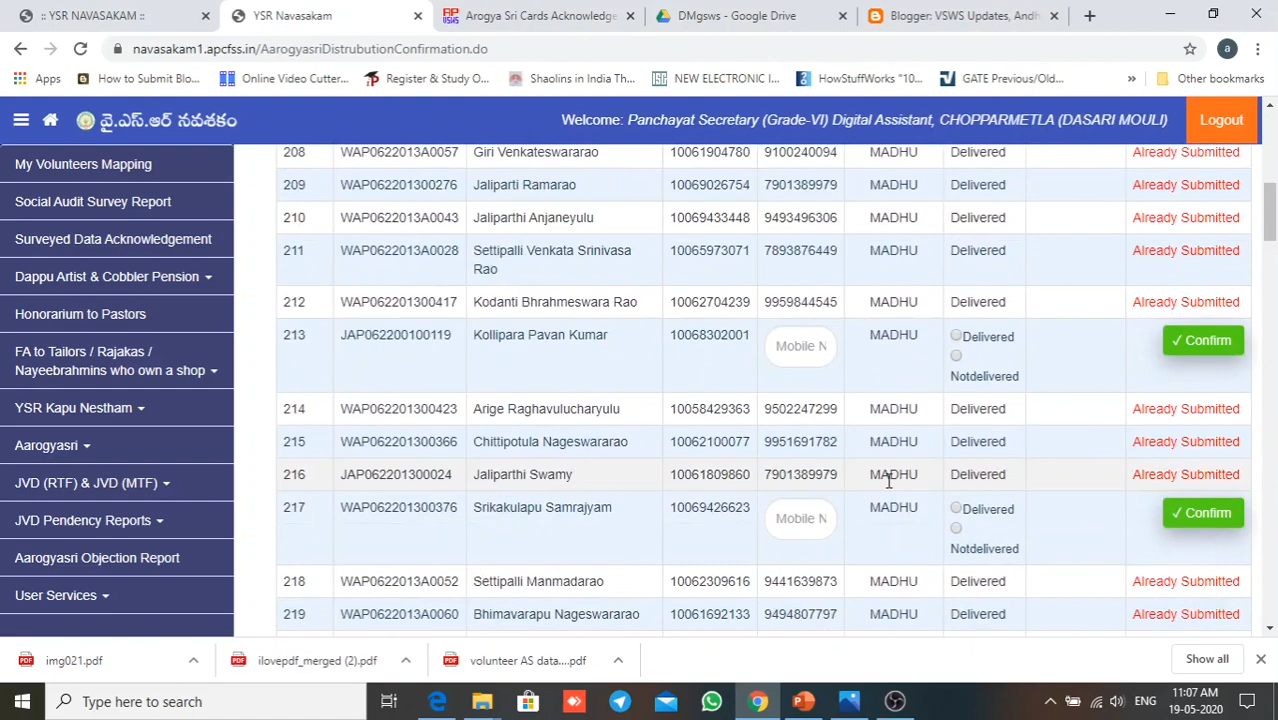 :: YSR NAVASAKAM ::
YSR Navasakam
Arogya Sri Cards Acknowledge
DMgsws - Google Drive
Blogger: VSWS Updates, Andh
navasakam1.apcfss.in/AarogyasriDistrubutionConfirmation.do
a
Apps
How to Submit Blo...
Online Video Cutter...
Register & Study O...
Shaolins in India Th...
NEW ELECTRONIC I...
HowStuffWorks "10...
GATE Previous/Old...
»
Other bookmarks
వై.ఎస్.ఆర్ నవశకం
Welcome: Panchayat Secretary (Grade-VI) Digital Assistant, CHOPPARMETLA (DASARI MOULI)
Logout
My Volunteers Mapping
Social Audit Survey Report
Surveyed Data Acknowledgement
Dappu Artist & Cobbler Pension
Honorarium to Pastors
FA to Tailors / Rajakas /
Nayeebrahmins who own a shop
YSR Kapu Nestham
Aarogyasri
JVD (RTF) & JVD (MTF)
JVD Pendency Reports
Aarogyasri Objection Report
User Services
208 WAP0622013A0057 Giri Venkateswararao 10061904780 9100240094 MADHU Delivered Already Submitted
209 WAP062201300276 Jaliparti Ramarao 10069026754 7901389979 MADHU Delivered Already Submitted
210 WAP0622013A0043 Jaliparthi Anjaneyulu 10069433448 9493496306 MADHU Delivered Already Submitted
211 WAP0622013A0028 Settipalli Venkata Srinivasa 10065973071 7893876449 MADHU Delivered Already Submitted
Rao
212 WAP062201300417 Kodanti Bhrahmeswara Rao 10062704239 9959844545 MADHU Delivered Already Submitted
213 JAP062200100119 Kollipara Pavan Kumar 10068302001 Mobile N MADHU Delivered ✓ Confirm
Notdelivered
214 WAP062201300423 Arige Raghavulucharyulu 10058429363 9502247299 MADHU Delivered Already Submitted
215 WAP062201300366 Chittipotula Nageswararao 10062100077 9951691782 MADHU Delivered Already Submitted
216 JAP062201300024 Jaliparthi Swamy 10061809860 7901389979 MADHU Delivered Already Submitted
217 WAP062201300376 Srikakulapu Samrajyam 10069426623 Mobile N MADHU Delivered ✓ Confirm
Notdelivered
218 WAP0622013A0052 Settipalli Manmadarao 10062309616 9441639873 MADHU Delivered Already Submitted
219 WAP0622013A0060 Bhimavarapu Nageswararao 10061692133 9494807797 MADHU Delivered Already Submitted
img021.pdf
ilovepdf_merged (2).pdf
volunteer AS data....pdf
Show all
Type here to search
ENG
11:07 AM
19-05-2020